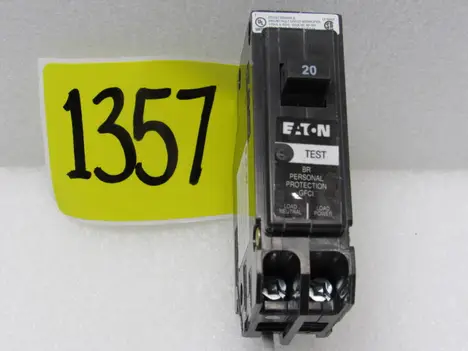 1357
20
EATON
TEST
BR
PERSONAL
PROTECTION
GFCI
LOAD NEUTRAL
LOAD POWER